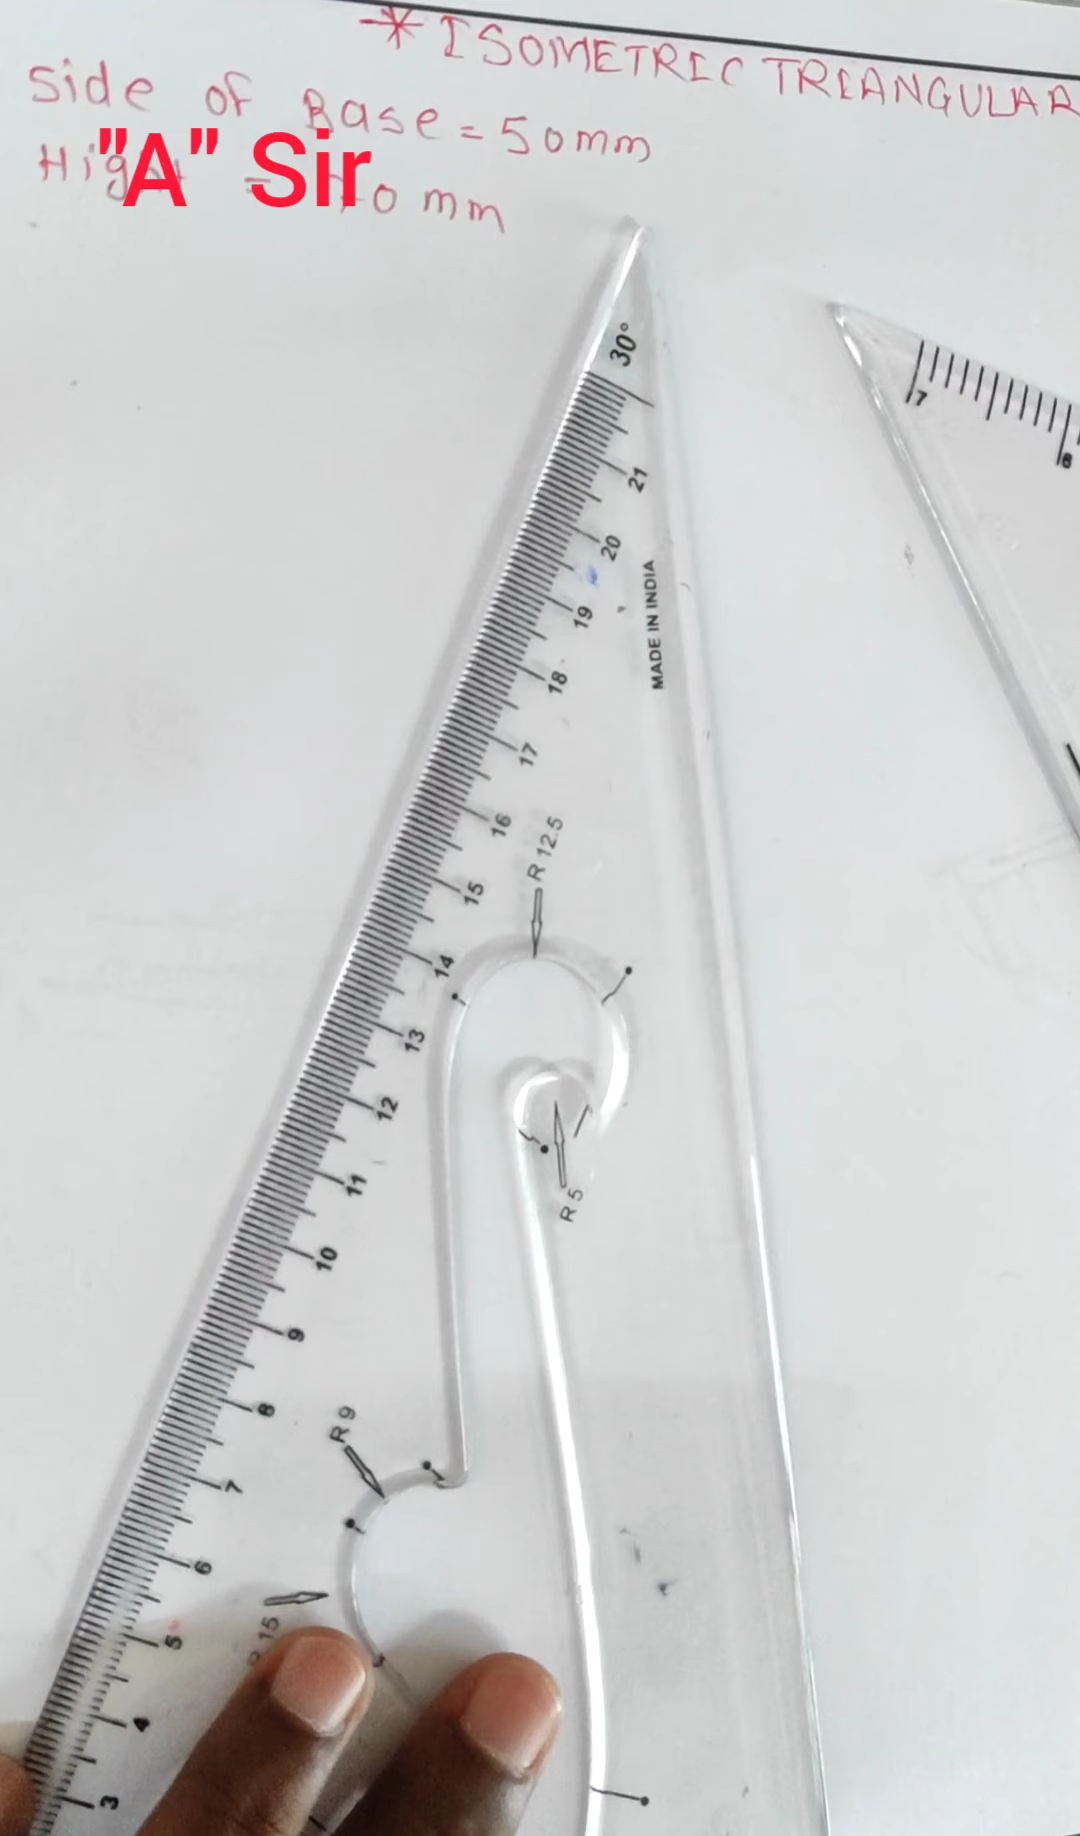 *ISOMETRIC TRIANGULAR
Side of Base = 50mm
"A" Sir
mm
30°
7
8
21
20
19
18
17
16
15
14
13
12
11
10
9
8
7
6
5
4
3
MADE IN INDIA
R 12.5
R 5
R 9
R 15